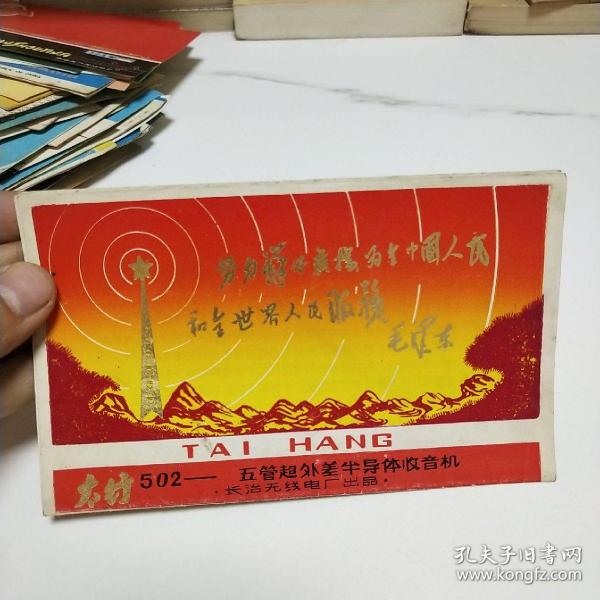 努力办好广播为全中国人民
和全世界人民服务
毛泽东
TAI HANG
太行 502— 五管超外差半导体收音机
·长治无线电厂出品·
孔夫子旧书网
www.kongfz.com